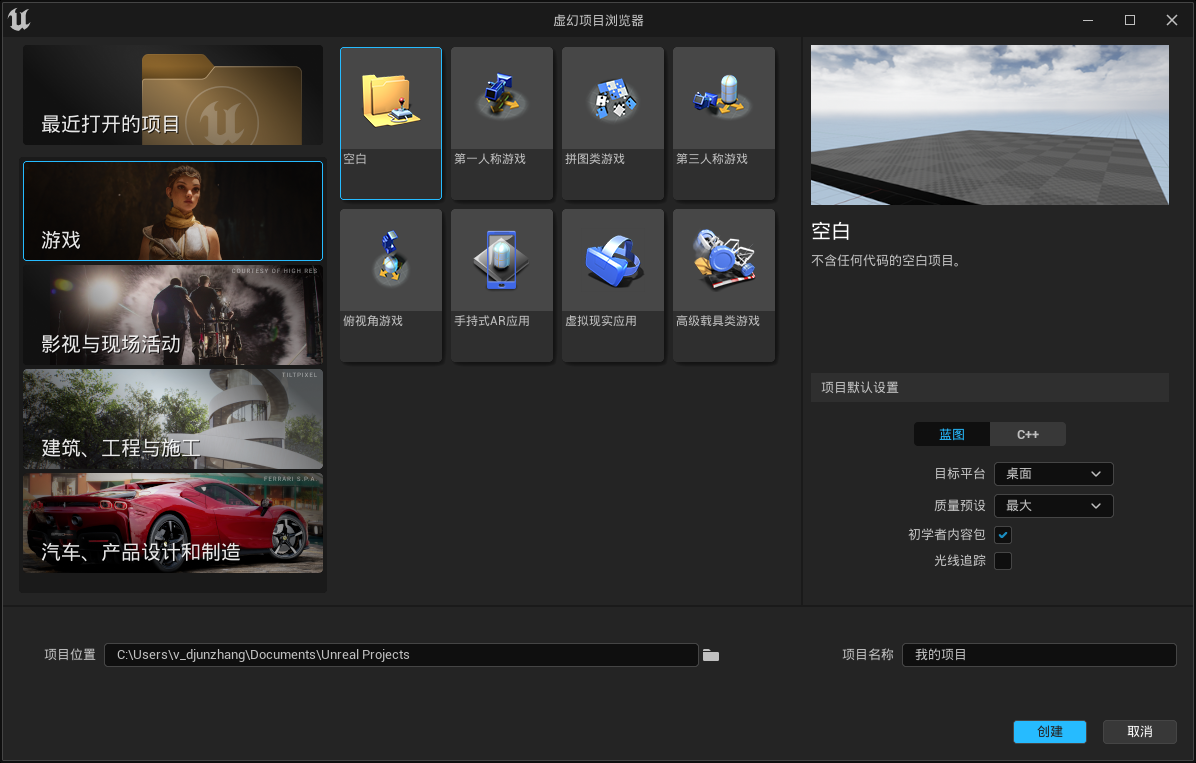 虚幻项目浏览器
最近打开的项目
游戏
COURTESY OF HIGH RES
影视与现场活动
TILTPIXEL
建筑、工程与施工
FERRARI S.P.A.
汽车、产品设计和制造
空白
第一人称游戏
拼图类游戏
第三人称游戏
俯视角游戏
手持式AR应用
虚拟现实应用
高级载具类游戏
空白
不含任何代码的空白项目。
项目默认设置
蓝图
C++
目标平台
桌面
质量预设
最大
初学者内容包
光线追踪
项目位置
C:\Users\v_djunzhang\Documents\Unreal Projects
项目名称
我的项目
创建
取消